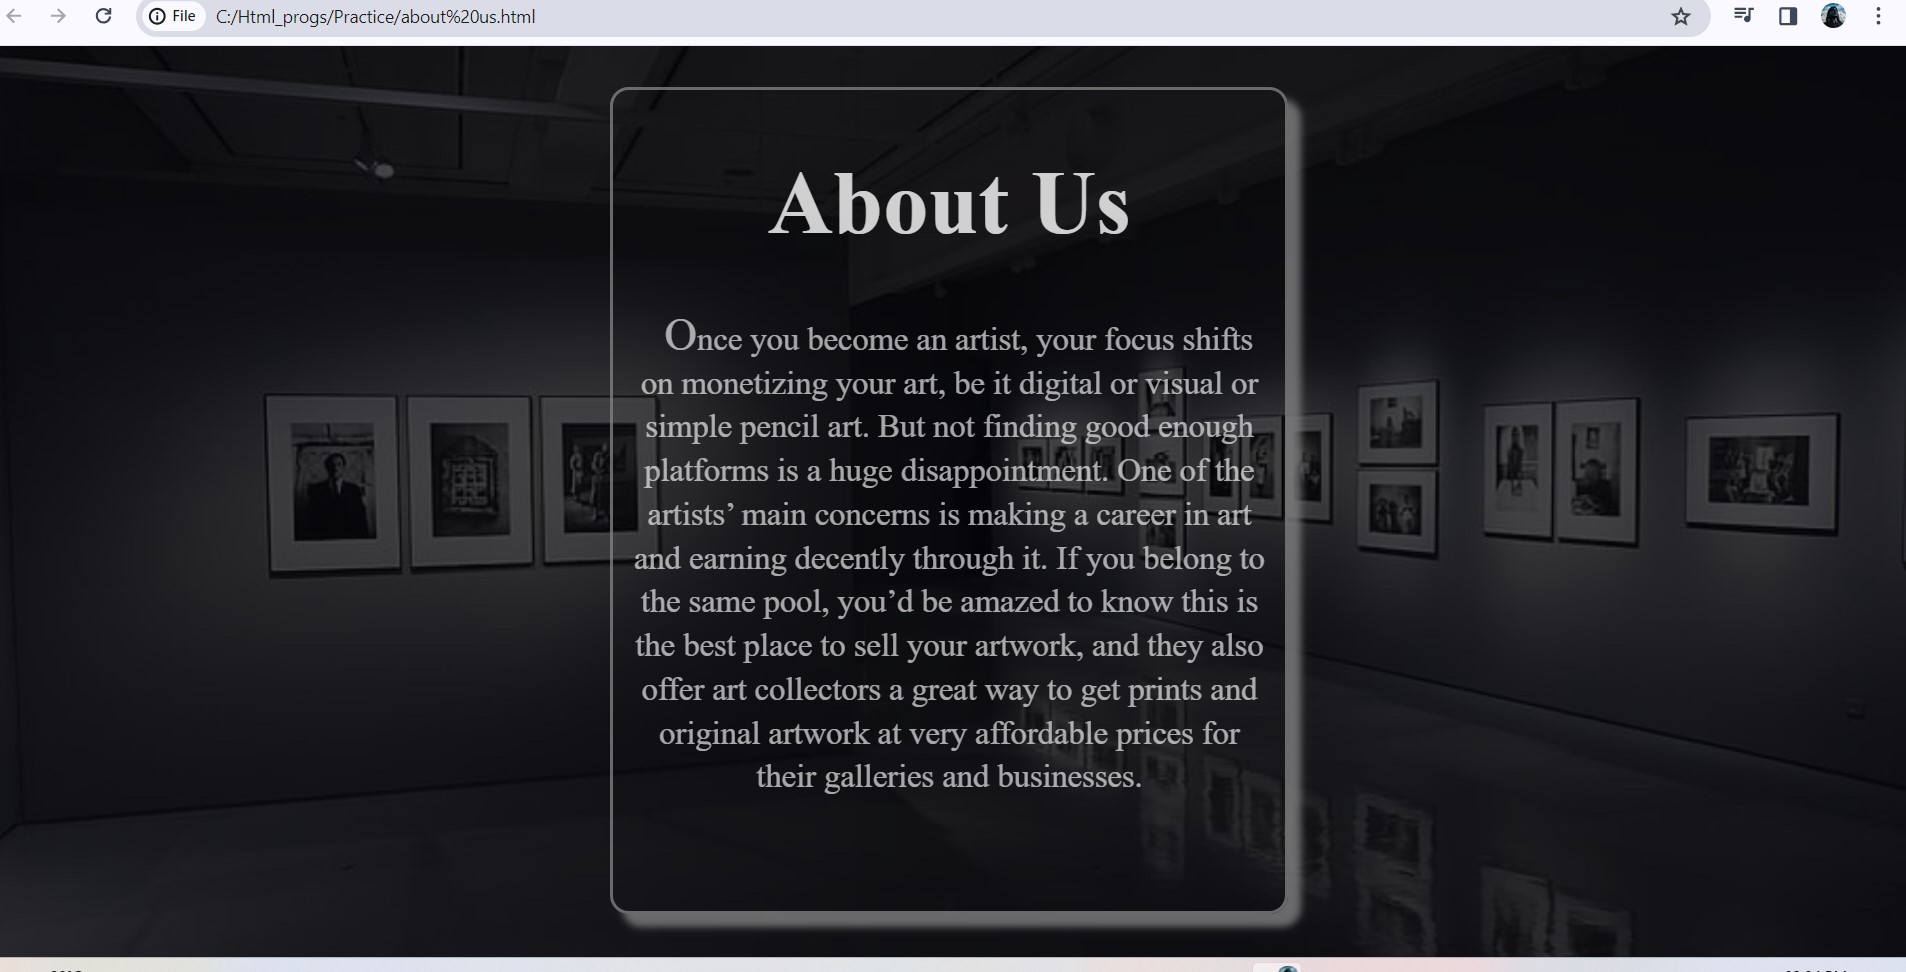 File C:/Html_progs/Practice/about%20us.html
About Us
Once you become an artist, your focus shifts
on monetizing your art, be it digital or visual or
simple pencil art. But not finding good enough
platforms is a huge disappointment. One of the
artists’ main concerns is making a career in art
and earning decently through it. If you belong to
the same pool, you’d be amazed to know this is
the best place to sell your artwork, and they also
offer art collectors a great way to get prints and
original artwork at very affordable prices for
their galleries and businesses.